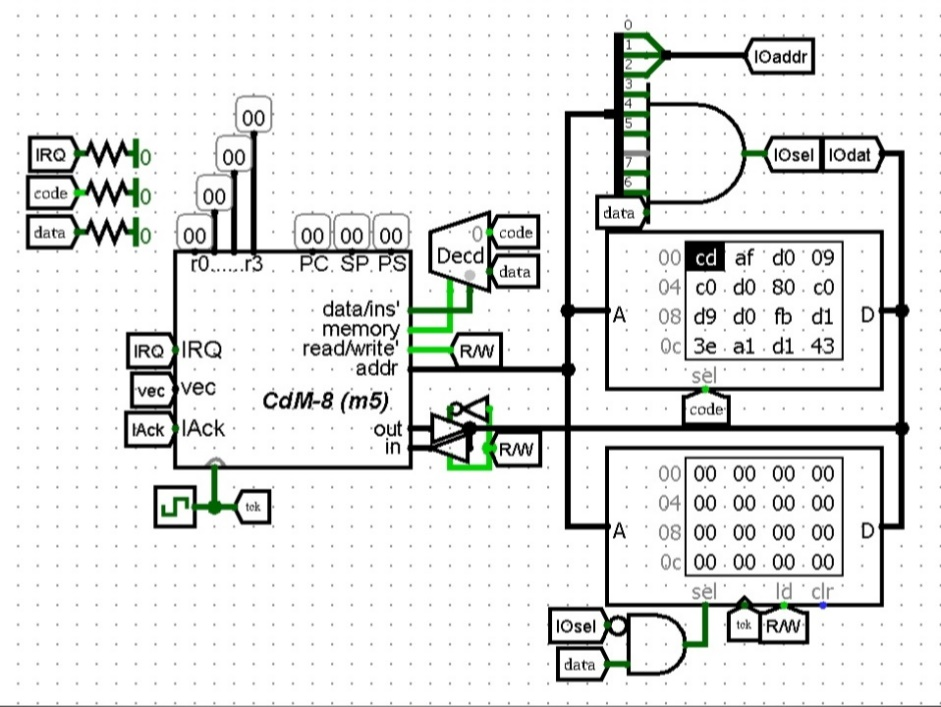 0
1
2
3
4
5
7
6
IOaddr
IOsel
IOdat
data
00
00
00
00
IRQ
0
code
0
data
0
00 00 00
r0......r3
PC SP PS
0
Decd
code
data
data/ins'
memory
read/write'
addr
R/W
IRQ
IRQ
vec
vec
IAck
IAck
CdM-8 (m5)
out
in
R/W
tck
A
D
00 cd af d0 09
04 c0 d0 80 c0
08 d9 d0 fb d1
0c 3e a1 d1 43
sel
code
A
D
00 00 00 00 00
04 00 00 00 00
08 00 00 00 00
0c 00 00 00 00
sel
ld
clr
tck
R/W
IOsel
data